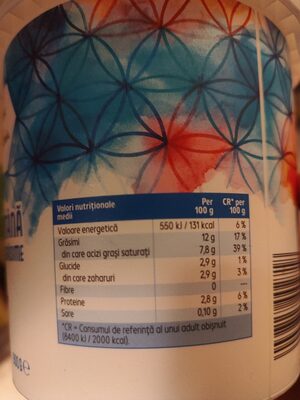 ANĂ
Valori nutriționale medii Per 100 g CR* per 100 g
Valoare energetică 550 kJ / 131 kcal 6 %
Grăsimi 12 g 17 %
din care acizi grași saturați 7,8 g 39 %
Glucide 2,9 g 1 %
din care zaharuri 2,9 g 3 %
Fibre 0 ---
Proteine 2,8 g 6 %
Sare 0,10 g 2 %
*CR = Consumul de referință al unui adult obișnuit
(8400 kJ / 2000 kcal).